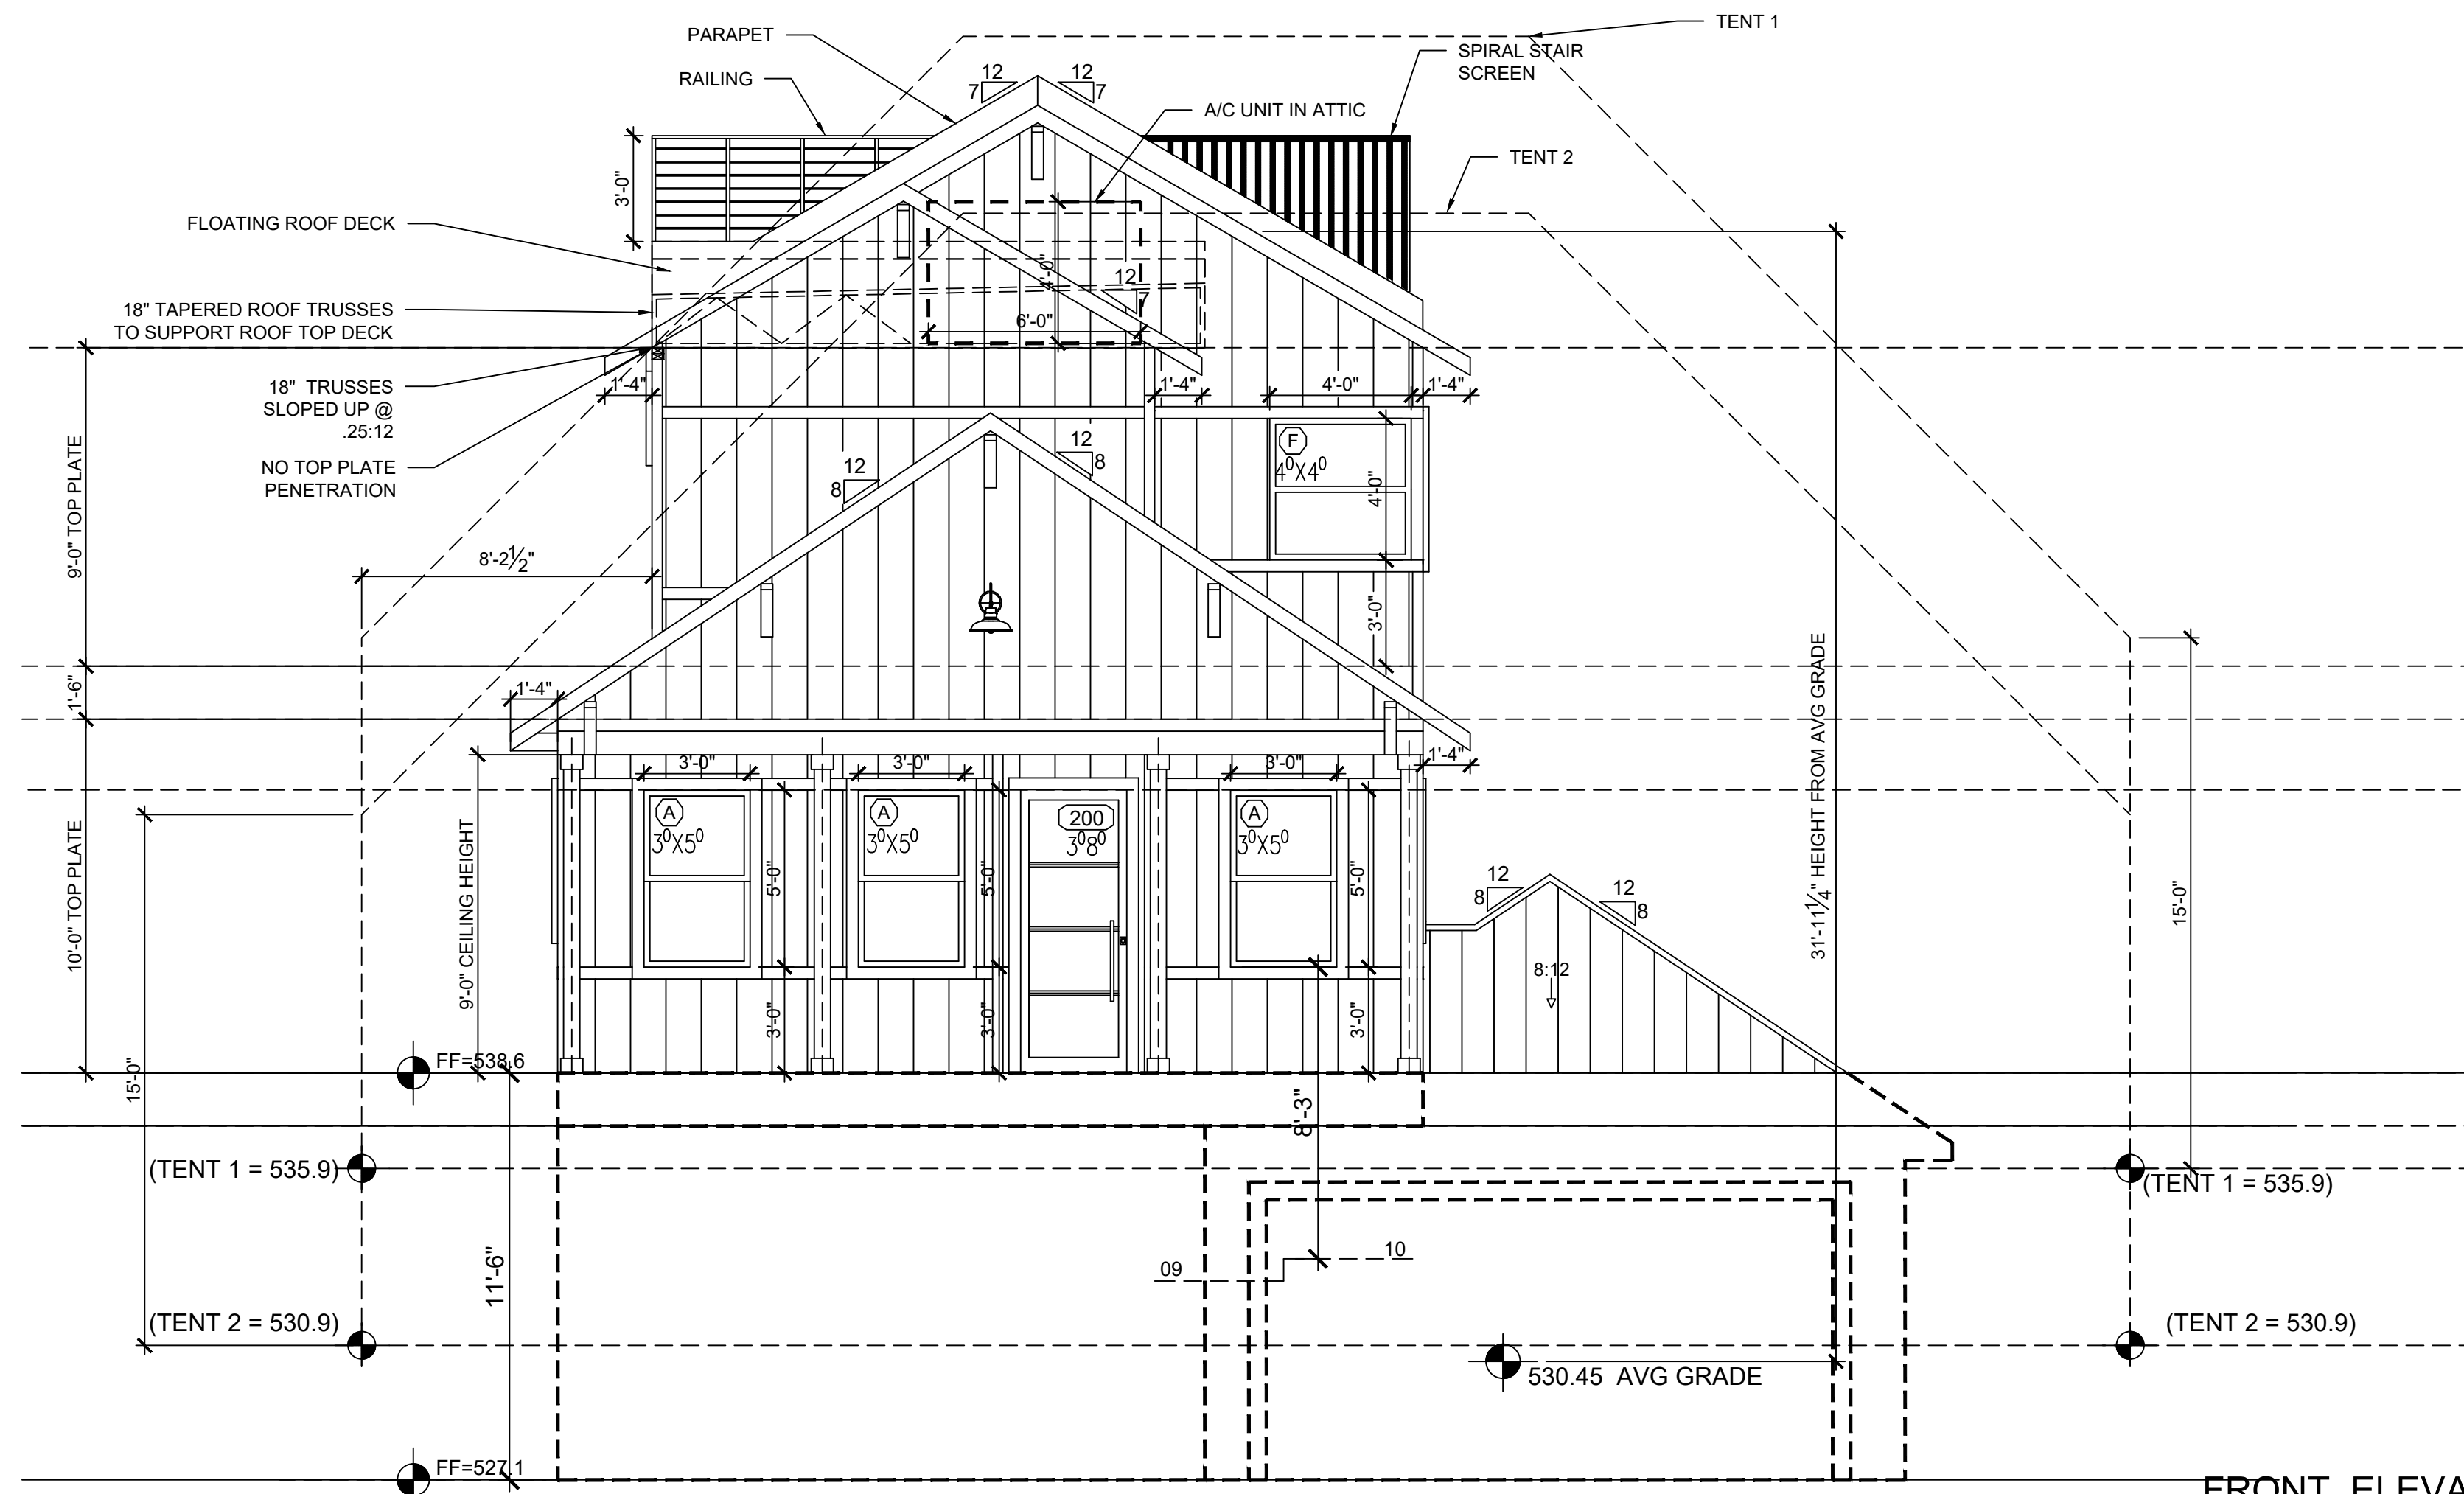 TENT 1
PARAPET
SPIRAL STAIR
SCREEN
RAILING
12
12
7
7
A/C UNIT IN ATTIC
TENT 2
3'-0"
FLOATING ROOF DECK
4'-0"
12
7
18" TAPERED ROOF TRUSSES
TO SUPPORT ROOF TOP DECK
6'-0"
18" TRUSSES
SLOPED UP @
.25:12
1'-4"
1'-4"
4'-0"
1'-4"
NO TOP PLATE
PENETRATION
12
8
12
8
F
4⁰X4⁰
4'-0"
9'-0" TOP PLATE
8'-2½"
3'-0"
1'-6"
1'-4"
31'-11¼" HEIGHT FROM AVG GRADE
15'-0"
3'-0"
3'-0"
3'-0"
1'-4"
A
3⁰X5⁰
A
3⁰X5⁰
200
3⁰8⁰
A
3⁰X5⁰
10'-0" TOP PLATE
9'-0" CEILING HEIGHT
5'-0"
5'-0"
5'-0"
12
8
12
8
8:12
3'-0"
3'-0"
3'-0"
15'-0"
FF=538.6
8'-3"
(TENT 1 = 535.9)
(TENT 1 = 535.9)
11'-6"
09
10
(TENT 2 = 530.9)
(TENT 2 = 530.9)
530.45 AVG GRADE
FF=527.1
FRONT ELEVA